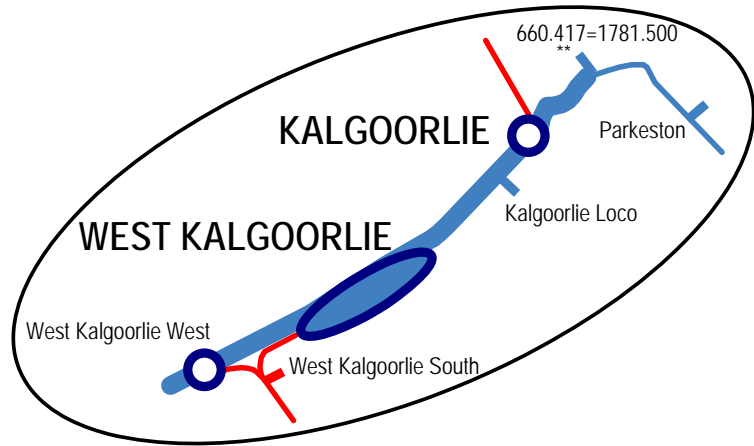 660.417=1781.500
**
KALGOORLIE
Parkeston
Kalgoorlie Loco
WEST KALGOORLIE
West Kalgoorlie West
West Kalgoorlie South